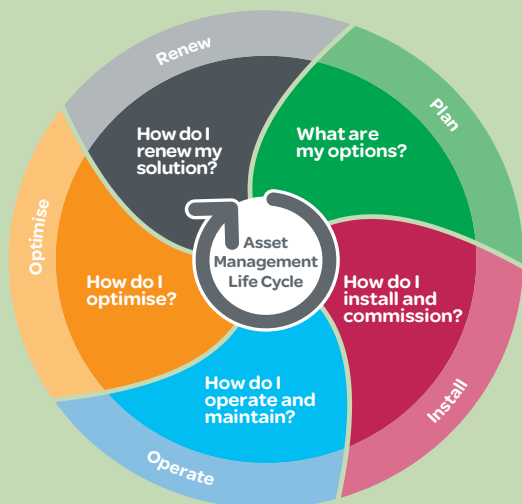 Renew
Plan
How do I
renew my
solution?
What are
my options?
Asset
Management
Life Cycle
Optimise
How do I
optimise?
How do I
install and
commission?
How do I
operate and
maintain?
Install
Operate